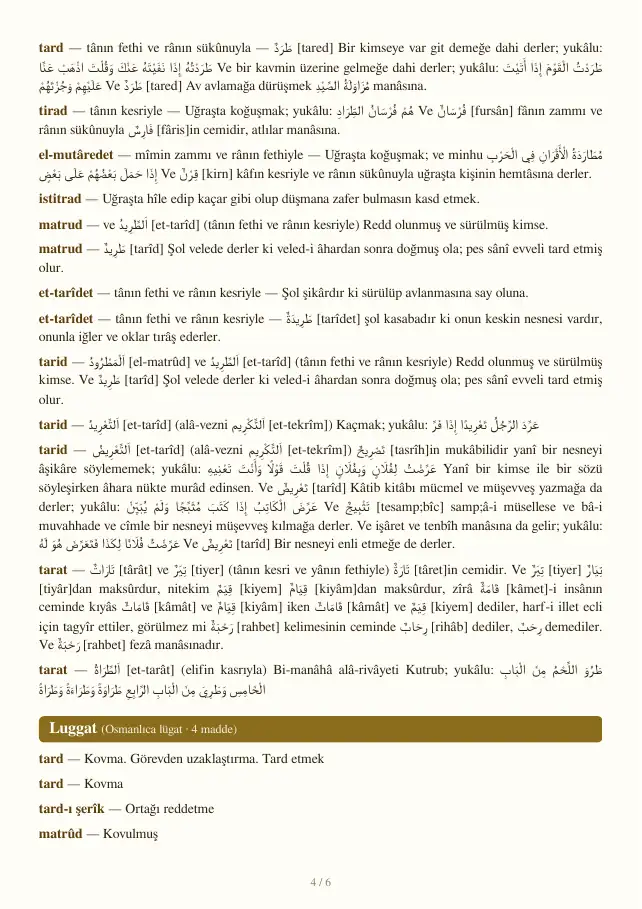 tard — tânın fethi ve rânın sükûnuyla — طَرَدَ [tared] Bir kimseye var git demeğe dahi derler; yukâlu:
طَرَدْتُهُ إِذَا نَفَيْتَهُ عَنْكَ وَقُلْتَ اذْهَبْ عَنَّا Ve bir kavmin üzerine gelmeğe dahi derler; yukâlu: طَرَدْتُ الْقَوْمَ إِذَا أَتَيْتَ
عَلَيْهِمْ وَجُزْتَهُمْ Ve طَرَدٌ [tared] Av avlamağa dürüşmek مُزَاوَلَةُ الصَّيْدِ manâsına.
tirad — tânın kesriyle — Uğraşta koğuşmak; yukâlu: هُمْ فُرْسَانُ الطِّرَادِ Ve فُرْسَانٌ [fursân] fânın zammı ve
rânın sükûnuyla فَارِسٌ [fâris]in cemidir, atlılar manâsına.
el-mutâredet — mîmin zammı ve rânın fethiyle — Uğraşta koğuşmak; ve minhu مُطَارَدَةُ الْأَقْرَانِ فِي الْحَرْبِ
إِذَا حَمَلَ بَعْضُهُمْ عَلَى بَعْضٍ Ve قِرْنٌ [kirn] kâfın kesriyle ve rânın sükûnuyla uğraşta kişinin hemtâsına derler.
istitrad — Uğraşta hîle edip kaçar gibi olup düşmana zafer bulmasın kasd etmek.
matrud — ve اَلطَّرِيدُ [et-tarîd] (tânın fethi ve rânın kesriyle) Redd olunmuş ve sürülmüş kimse.
matrud — طَرِيدٌ [tarîd] Şol velede derler ki veled-i âhardan sonra doğmuş ola; pes sânî evveli tard etmiş
olur.
et-tarîdet — tânın fethi ve rânın kesriyle — Şol şikârdır ki sürülüp avlanmasına say oluna.
et-tarîdet — tânın fethi ve rânın kesriyle — طَرِيدَةٌ [tarîdet] şol kasabadır ki onun keskin nesnesi vardır,
onunla iğler ve oklar tırâş ederler.
tarid — اَلْمَطْرُودُ [el-matrûd] ve اَلطَّرِيدُ [et-tarîd] (tânın fethi ve rânın kesriyle) Redd olunmuş ve sürülmüş
kimse. Ve طَرِيدٌ [tarîd] Şol velede derler ki veled-i âhardan sonra doğmuş ola; pes sânî evveli tard etmiş
olur.
tarid — اَلتَّعْرِيدُ [et-tarîd] (alâ-vezni اَلتَّكْرِيمِ [et-tekrîm]) Kaçmak; yukâlu: عَرَّدَ الرَّجُلُ تَعْرِيدًا إِذَا فَرَّ
tarid — اَلتَّعْرِيضُ [et-tarîd] (alâ-vezni اَلتَّكْرِيمِ [et-tekrîm]) تَصْرِيحٌ [tasrîh]in mukâbilidir yanî bir nesneyi
âşikâre söylememek; yukâlu: عَرَّضْتُ لِفُلَانٍ وَبِفُلَانٍ إِذَا قُلْتَ قَوْلًا وَأَنْتَ تَعْنِيهِ Yanî bir kimse ile bir sözü
söyleşirken âhara nükte murâd edinsen. Ve تَعْرِيضٌ [tarîd] Kâtib kitâbı mücmel ve müşevveş yazmağa da
derler; yukâlu: عَرَّضَ الْكَاتِبُ إِذَا كَتَبَ مُثَبِّجًا وَلَمْ يُبَيِّنْ Ve تَثْبِيجٌ [tesamp;bîc] samp;â-i müsellese ve bâ-i
muvahhade ve cîmle bir nesneyi müşevveş kılmağa derler. Ve işâret ve tenbîh manâsına da gelir; yukâlu:
عَرَّضْتُ فُلَانًا لِكَذَا فَتَعَرَّضَ هُوَ لَهُ Ve تَعْرِيضٌ [tarîd] Bir nesneyi enli etmeğe de derler.
tarat — تَارَاتٌ [târât] ve تِيَرٌ [tiyer] (tânın kesri ve yânın fethiyle) تَارَةٌ [târet]in cemidir. Ve تِيَرٌ [tiyer] تِيَارٌ
[tiyâr]dan maksûrdur, nitekim قِيَمٌ [kiyem] قِيَامٌ [kiyâm]dan maksûrdur, zîrâ قَامَةٌ [kâmet]-i insânın
ceminde kıyâs قَامَاتٌ [kâmât] ve قِيَامٌ [kiyâm] iken قَامَاتٌ [kâmât] ve قِيَمٌ [kiyem] dediler, harf-i illet ecli
için tagyîr ettiler, görülmez mi رَحَبَةٌ [rahbet] kelimesinin ceminde رِحَابٌ [rihâb] dediler, رِحَبٌ demediler.
Ve رَحَبَةٌ [rahbet] fezâ manâsınadır.
tarat — اَلطَّرَاةُ [et-tarât] (elifin kasrıyla) Bi-manâhâ alâ-rivâyeti Kutrub; yukâlu: طَرُوَ اللَّحْمُ مِنَ الْبَابِ
الْخَامِسِ وَطَرِيَ مِنَ الْبَابِ الرَّابِعِ طَرَاوَةً وَطَرَاءَةً وَطَرَاةً
Luggat (Osmanlıca lügat · 4 madde)
tard — Kovma. Görevden uzaklaştırma. Tard etmek
tard — Kovma
tard-ı şerîk — Ortağı reddetme
matrûd — Kovulmuş
4 / 6